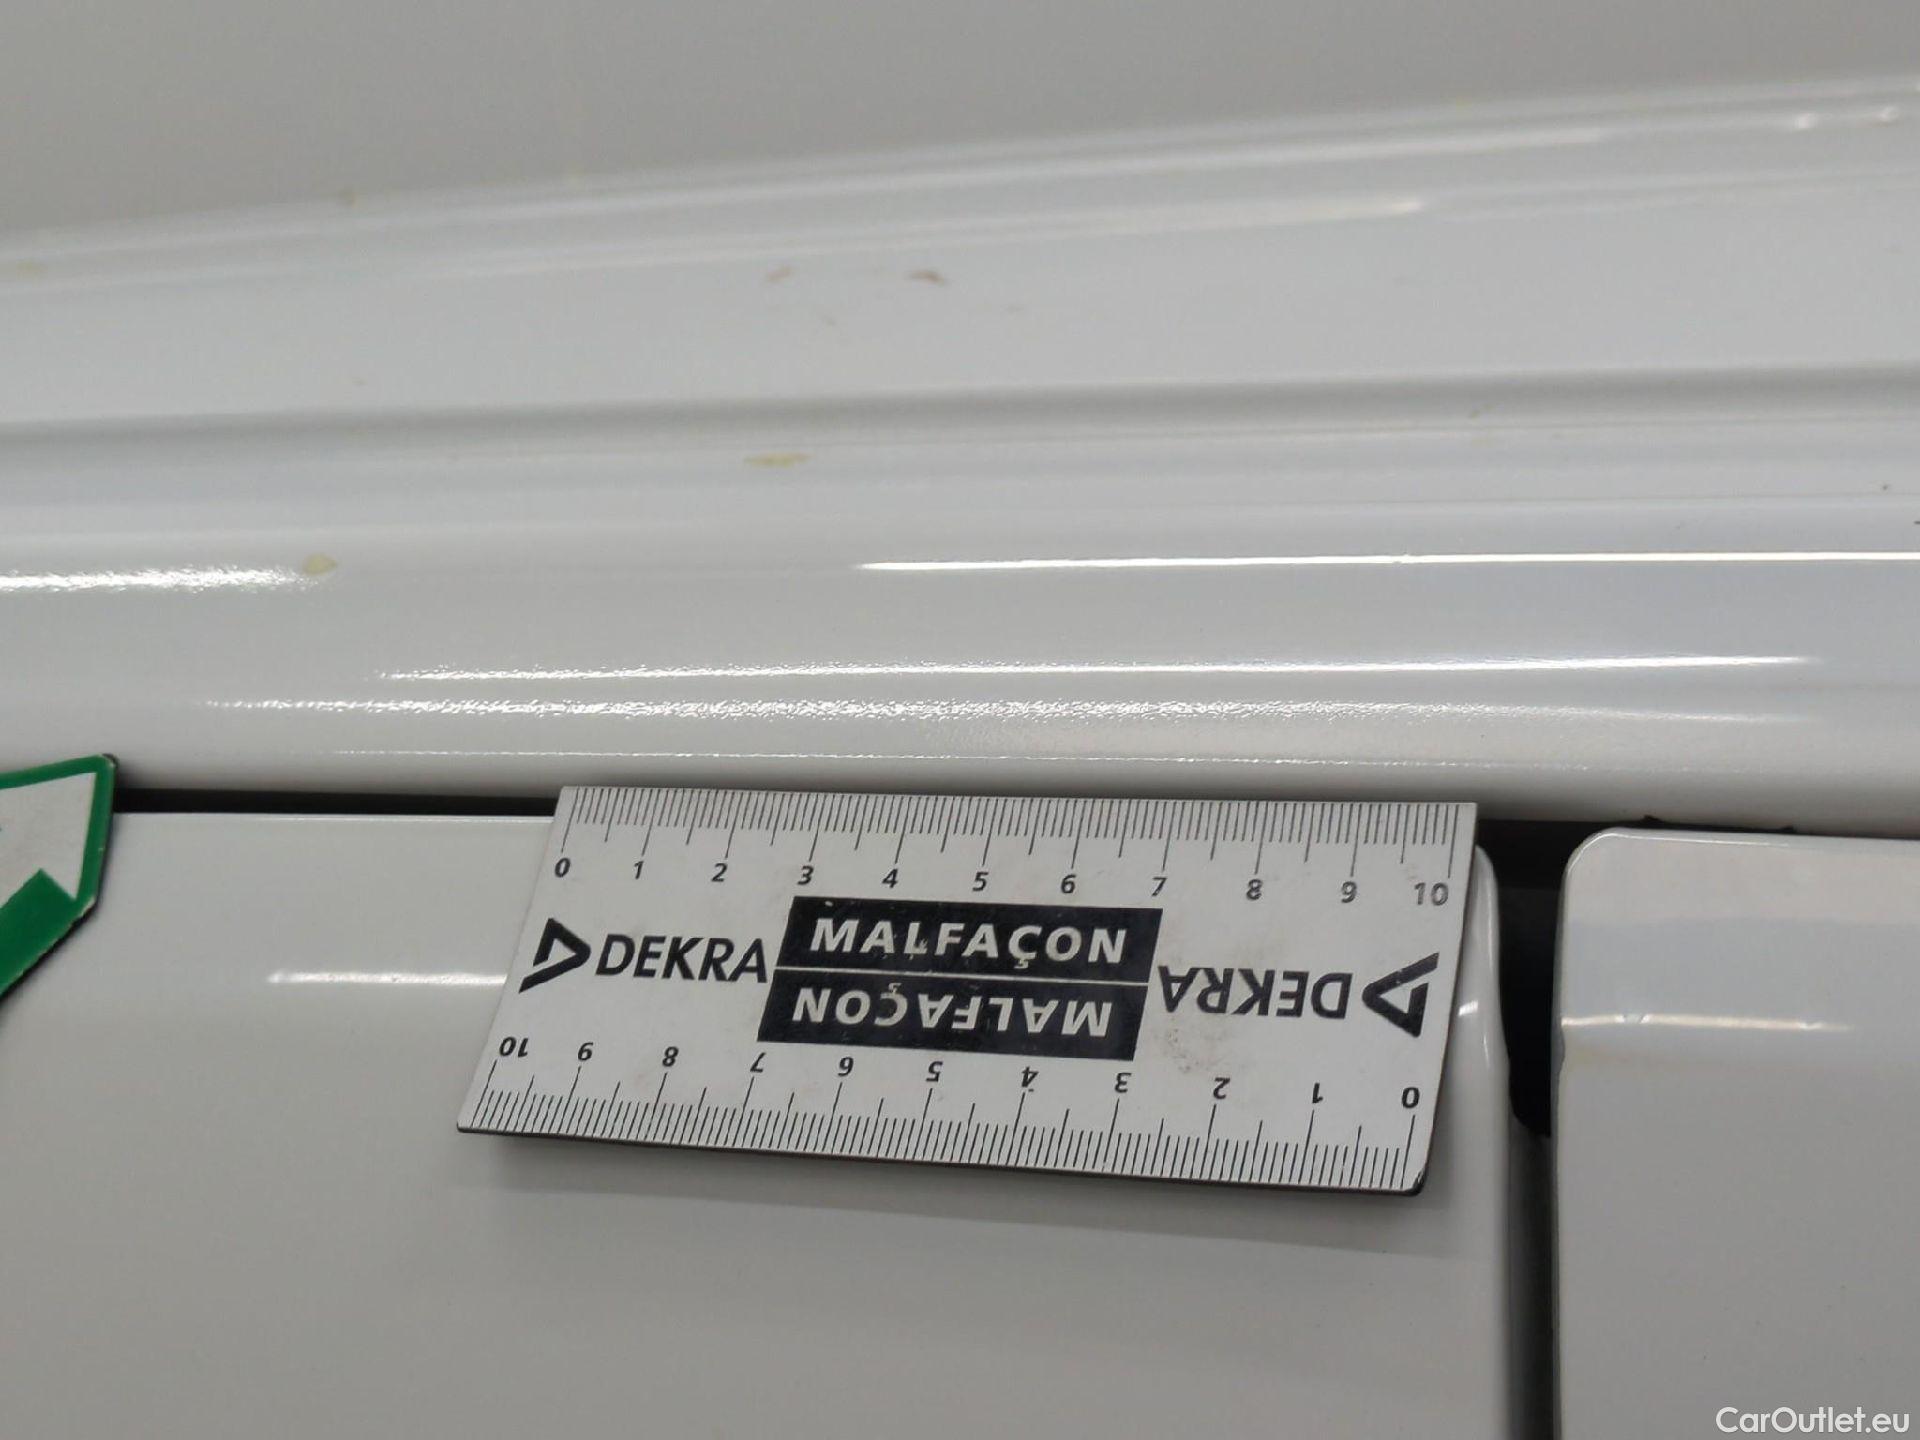 0 1 2 3 4 5 6 7 8 9 10
DEKRA MALFAÇON DEKRA
MALFAÇON
10 9 8 7 6 5 4 3 2 1 0
CarOutlet.eu